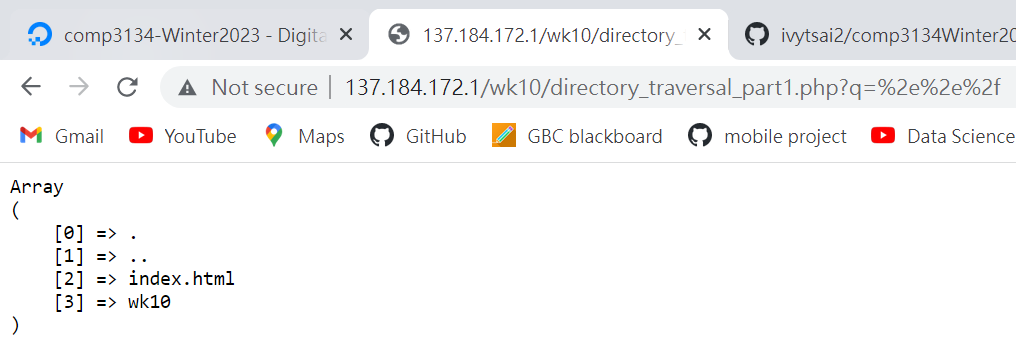 comp3134-Winter2023 - Digita
137.184.172.1/wk10/directory_
ivytsai2/comp3134Winter20
Not secure | 137.184.172.1/wk10/directory_traversal_part1.php?q=%2e%2e%2f
Gmail YouTube Maps GitHub GBC blackboard mobile project Data Science
Array
(
[0] => .
[1] => ..
[2] => index.html
[3] => wk10
)